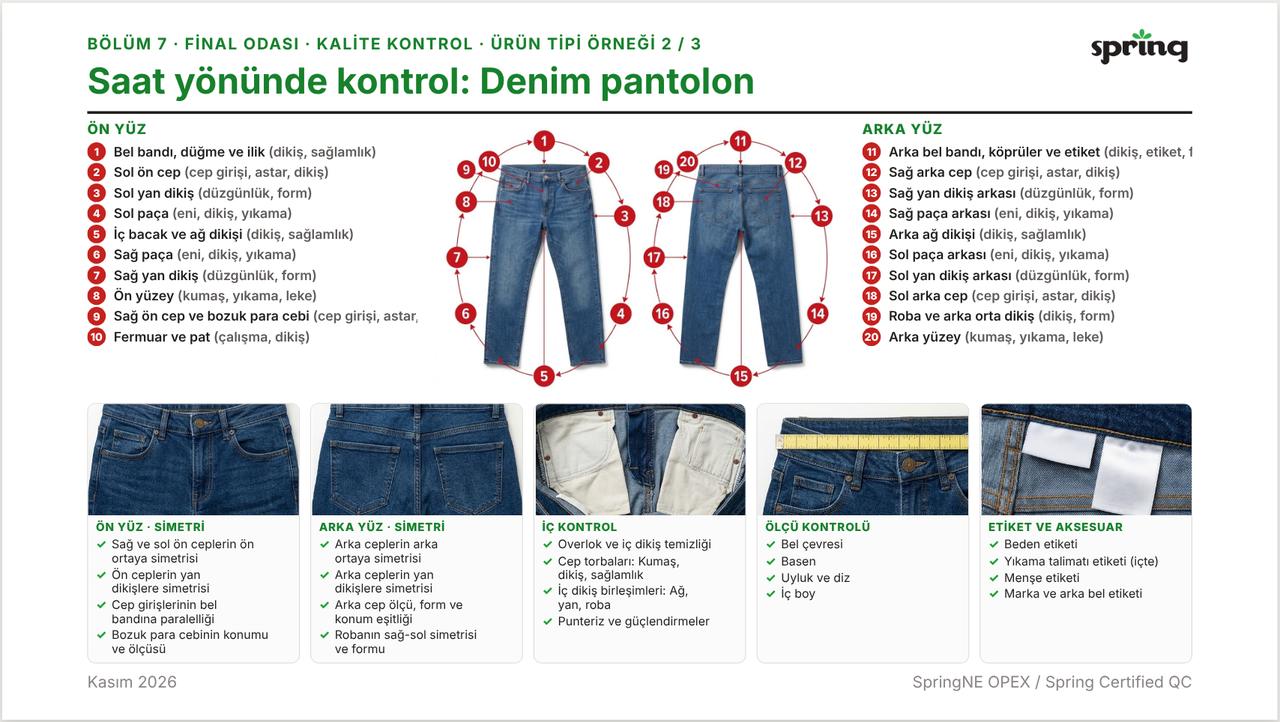 BÖLÜM 7 · FİNAL ODASI · KALİTE KONTROL · ÜRÜN TİPİ ÖRNEĞİ 2 / 3
spring
Saat yönünde kontrol: Denim pantolon
ÖN YÜZ
1 Bel bandı, düğme ve ilik (dikiş, sağlamlık)
2 Sol ön cep (cep girişi, astar, dikiş)
3 Sol yan dikiş (düzgünlük, form)
4 Sol paça (eni, dikiş, yıkama)
5 İç bacak ve ağ dikişi (dikiş, sağlamlık)
6 Sağ paça (eni, dikiş, yıkama)
7 Sağ yan dikiş (düzgünlük, form)
8 Ön yüzey (kumaş, yıkama, leke)
9 Sağ ön cep ve bozuk para cebi (cep girişi, astar,
10 Fermuar ve pat (çalışma, dikiş)
1
2
3
4
5
6
7
8
9
10
11
12
13
14
15
16
17
18
19
20
ARKA YÜZ
11 Arka bel bandı, köprüler ve etiket (dikiş, etiket,
12 Sağ arka cep (cep girişi, astar, dikiş)
13 Sağ yan dikiş arkası (düzgünlük, form)
14 Sağ paça arkası (eni, dikiş, yıkama)
15 Arka ağ dikişi (dikiş, sağlamlık)
16 Sol paça arkası (eni, dikiş, yıkama)
17 Sol yan dikiş arkası (düzgünlük, form)
18 Sol arka cep (cep girişi, astar, dikiş)
19 Roba ve arka orta dikiş (dikiş, form)
20 Arka yüzey (kumaş, yıkama, leke)
ÖN YÜZ · SİMETRİ
✓ Sağ ve sol ön ceplerin ön
ortaya simetrisi
✓ Ön ceplerin yan
dikişlere simetrisi
✓ Cep girişlerinin bel
bandına paralelliği
✓ Bozuk para cebinin konumu
ve ölçüsü
ARKA YÜZ · SİMETRİ
✓ Arka ceplerin arka
ortaya simetrisi
✓ Arka ceplerin yan
dikişlere simetrisi
✓ Arka cep ölçü, form ve
konum eşitliği
✓ Robanın sağ-sol simetrisi
ve formu
İÇ KONTROL
✓ Overlok ve iç dikiş temizliği
✓ Cep torbaları: Kumaş,
dikiş, sağlamlık
✓ İç dikiş birleşimleri: Ağ,
yan, roba
✓ Punteriz ve güçlendirmeler
ÖLÇÜ KONTROLÜ
✓ Bel çevresi
✓ Basen
✓ Uyluk ve diz
✓ İç boy
ETİKET VE AKSESUAR
✓ Beden etiketi
✓ Yıkama talimatı etiketi (içte)
✓ Menşe etiketi
✓ Marka ve arka bel etiketi
Kasım 2026
SpringNE OPEX / Spring Certified QC